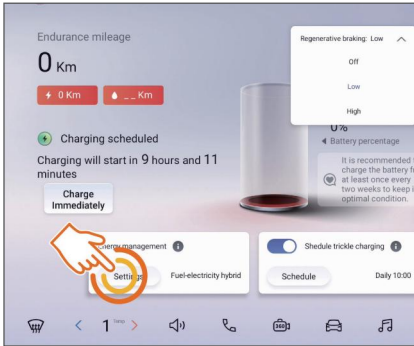 Endurance mileage
0 Km
0 Km
_ _ Km
Charging scheduled
Charging will start in 9 hours and 11
minutes
Charge
Immediately
Regenerative braking: Low
Off
Low
High
0%
Battery percentage
It is recommended
charge the battery
at least once every
two weeks to keep
optimal condition.
Energy management
Settings
Fuel-electricity hybrid
Shedule trickle charging
Schedule
Daily 10:00
1 Temp
360